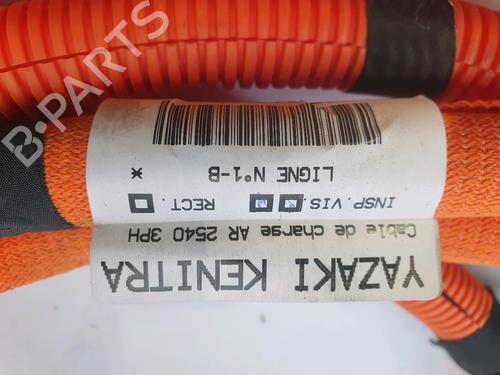 YAZAKI KENITRA
Cable de charge AR 2540 3PH
INSP.VIS. RECT.
LIGNE N°1-B *
B-PARTS